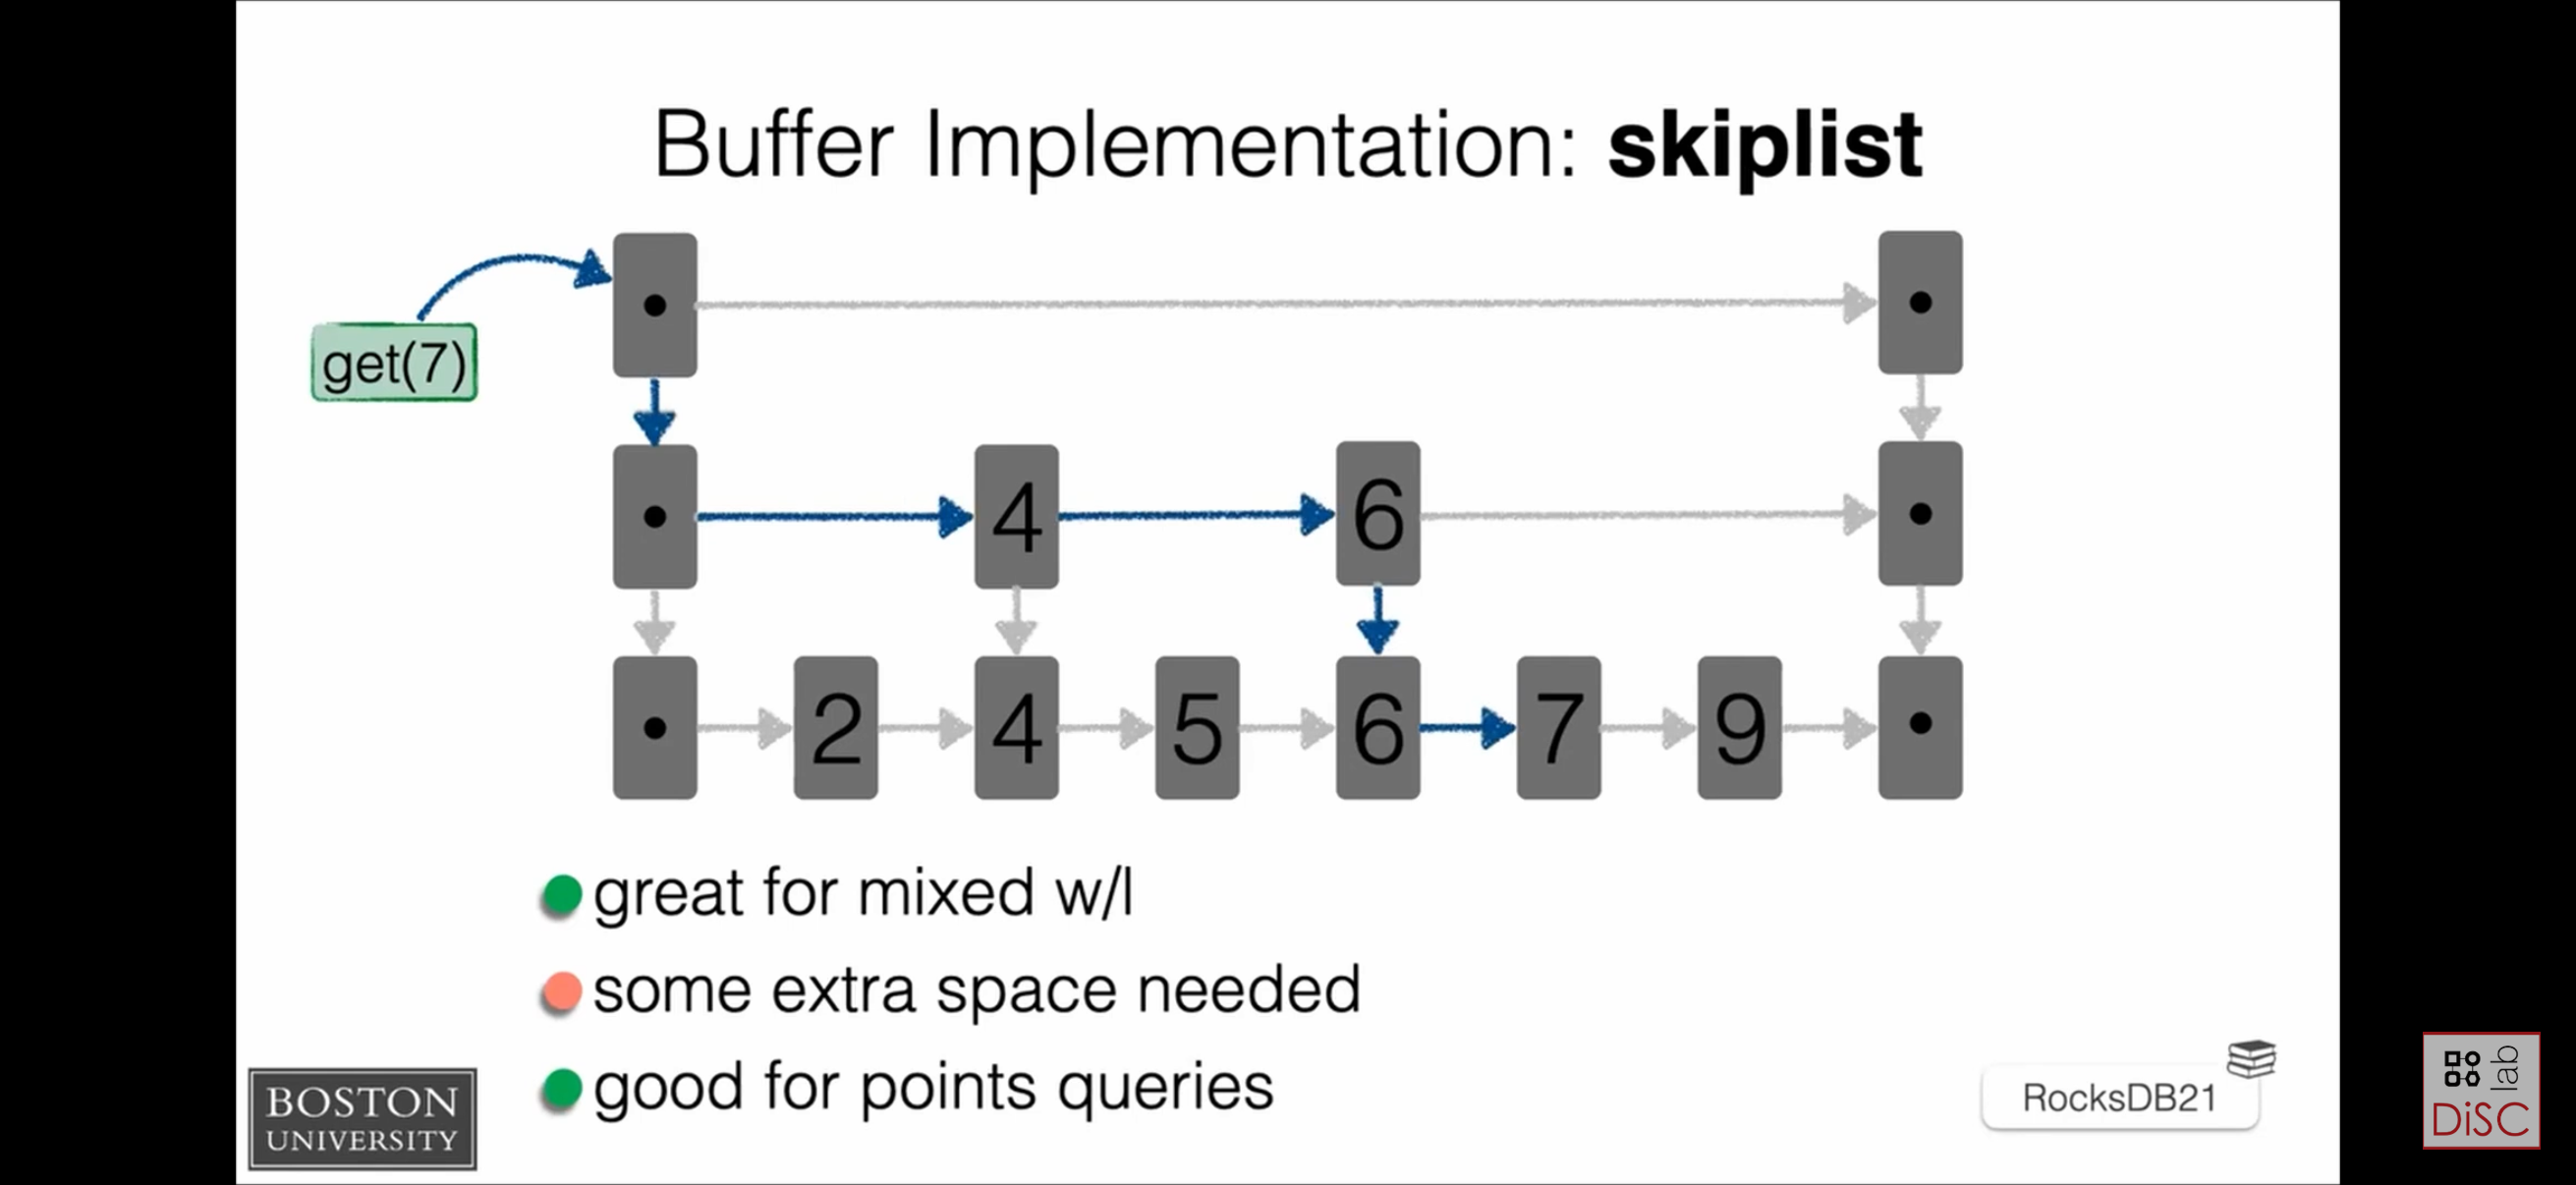 Buffer Implementation: skiplist
get(7)
4 6
2 4 5 6 7 9
great for mixed w/l
some extra space needed
good for points queries
BOSTON
UNIVERSITY
RocksDB21
lab
DiSC